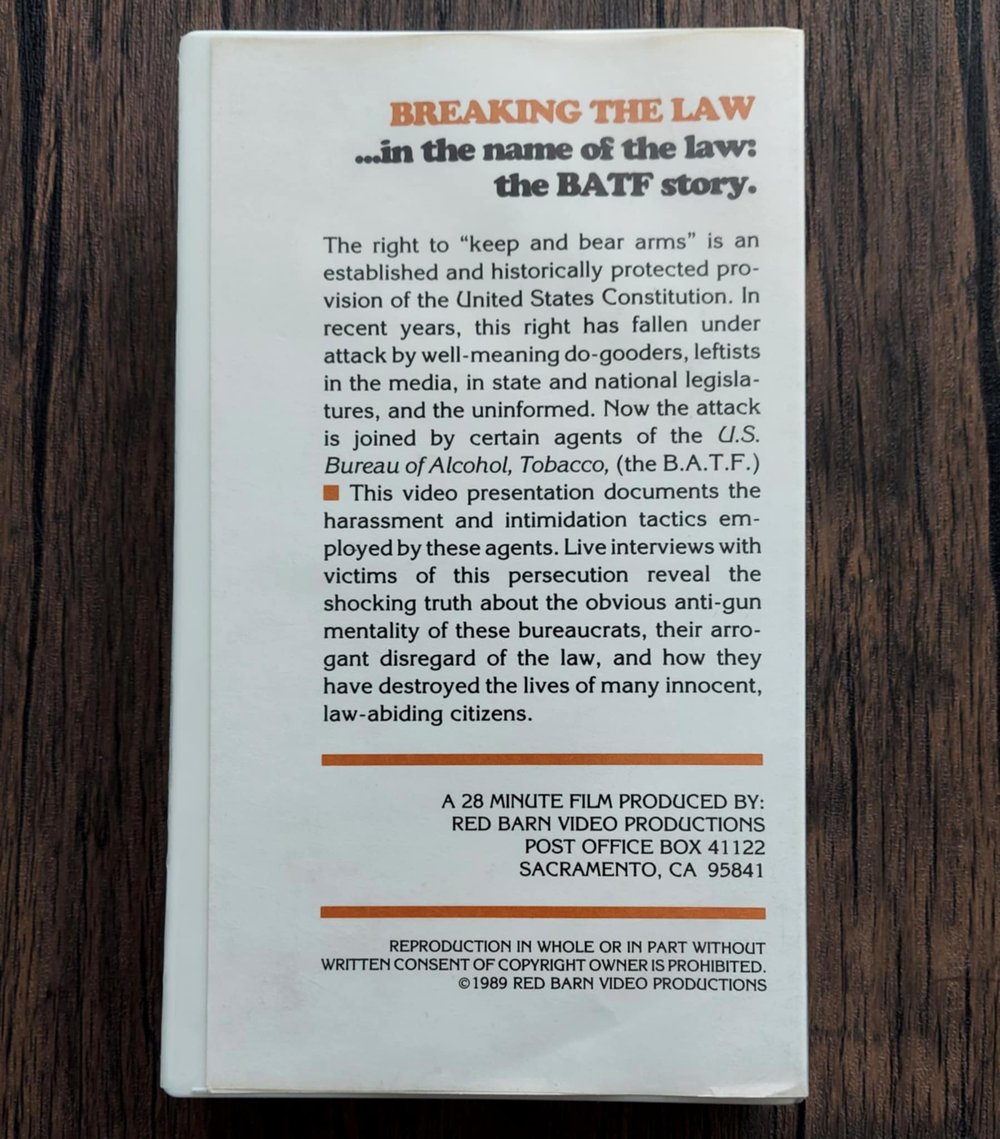 BREAKING THE LAW
...in the name of the law:
the BATF story.
The right to “keep and bear arms” is an
established and historically protected pro-
vision of the United States Constitution. In
recent years, this right has fallen under
attack by well-meaning do-gooders, leftists
in the media, in state and national legisla-
tures, and the uninformed. Now the attack
is joined by certain agents of the U.S.
Bureau of Alcohol, Tobacco, (the B.A.T.F.)
■ This video presentation documents the
harassment and intimidation tactics em-
ployed by these agents. Live interviews with
victims of this persecution reveal the
shocking truth about the obvious anti-gun
mentality of these bureaucrats, their arro-
gant disregard of the law, and how they
have destroyed the lives of many innocent,
law-abiding citizens.
A 28 MINUTE FILM PRODUCED BY:
RED BARN VIDEO PRODUCTIONS
POST OFFICE BOX 41122
SACRAMENTO, CA 95841
REPRODUCTION IN WHOLE OR IN PART WITHOUT
WRITTEN CONSENT OF COPYRIGHT OWNER IS PROHIBITED.
©1989 RED BARN VIDEO PRODUCTIONS